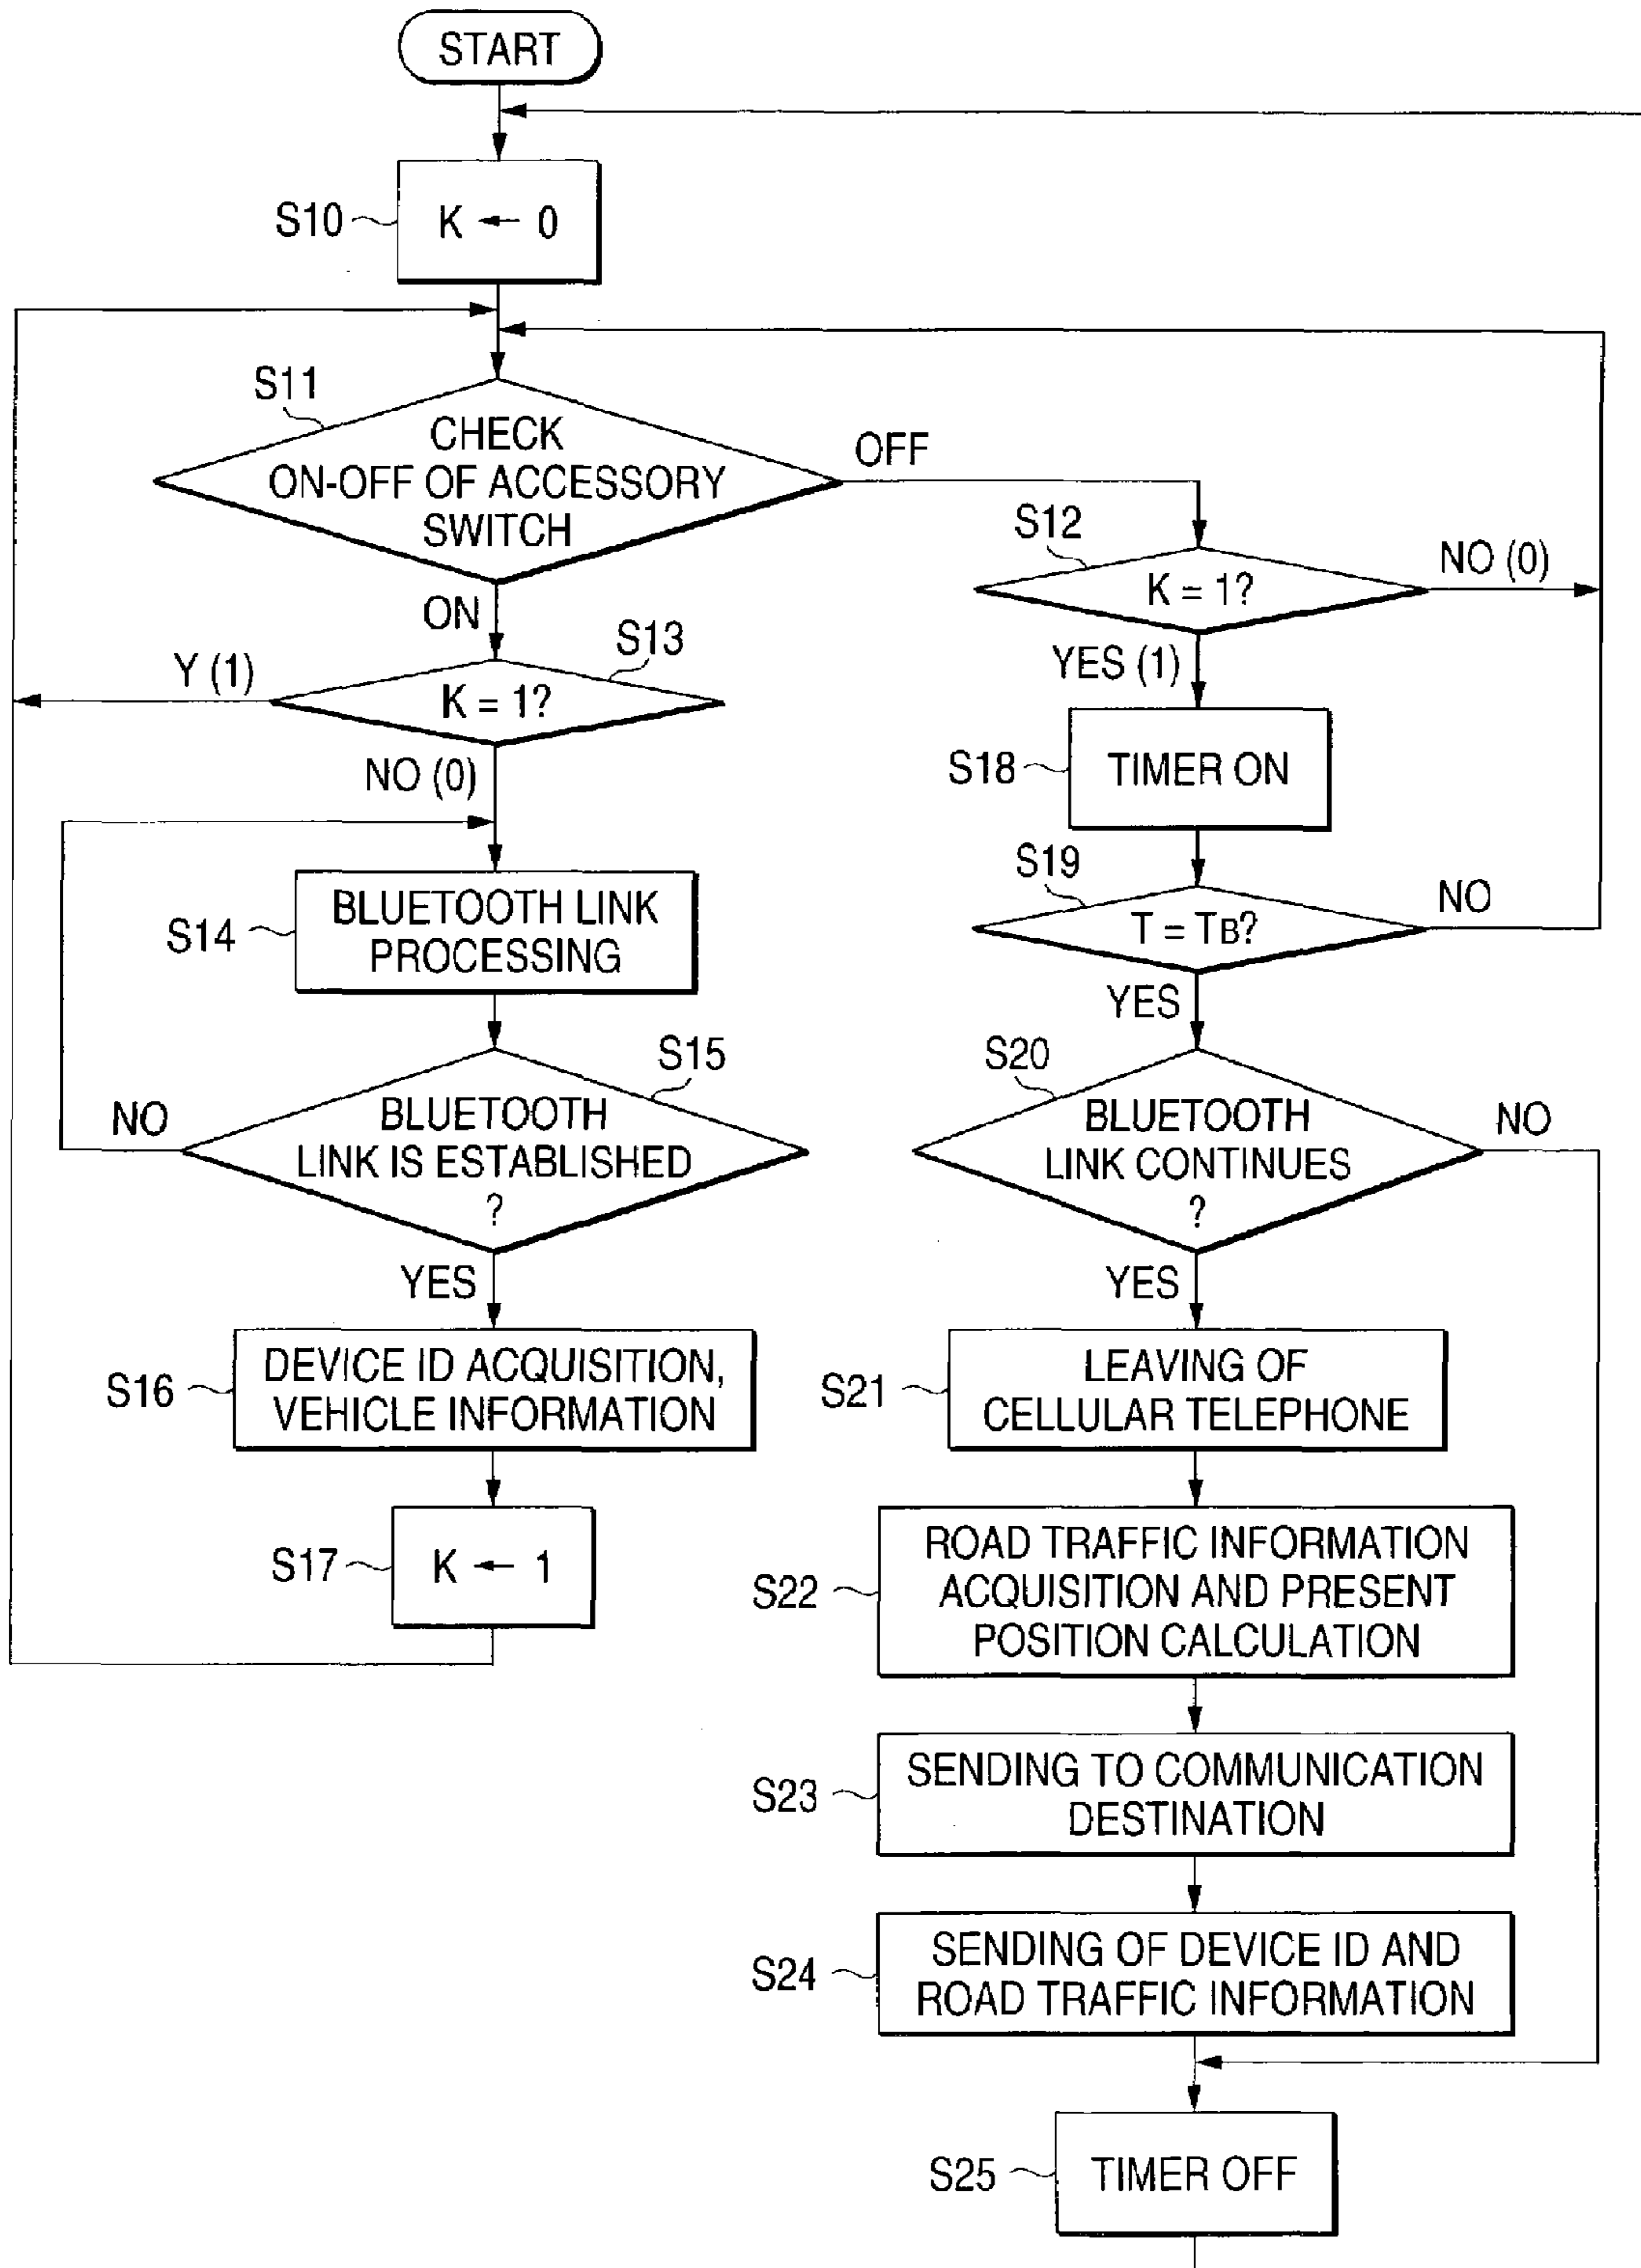 START
S10
K ← 0
S11
CHECK
ON-OFF OF ACCESSORY
SWITCH
OFF
ON
S12
K = 1?
NO (0)
YES (1)
S13
K = 1?
Y (1)
NO (0)
S18
TIMER ON
S14
BLUETOOTH LINK
PROCESSING
S19
T = TB?
NO
YES
S15
BLUETOOTH
LINK IS ESTABLISHED
?
NO
YES
S20
BLUETOOTH
LINK CONTINUES
?
NO
YES
S16
DEVICE ID ACQUISITION,
VEHICLE INFORMATION
S21
LEAVING OF
CELLULAR TELEPHONE
S17
K ← 1
S22
ROAD TRAFFIC INFORMATION
ACQUISITION AND PRESENT
POSITION CALCULATION
S23
SENDING TO COMMUNICATION
DESTINATION
S24
SENDING OF DEVICE ID AND
ROAD TRAFFIC INFORMATION
S25
TIMER OFF